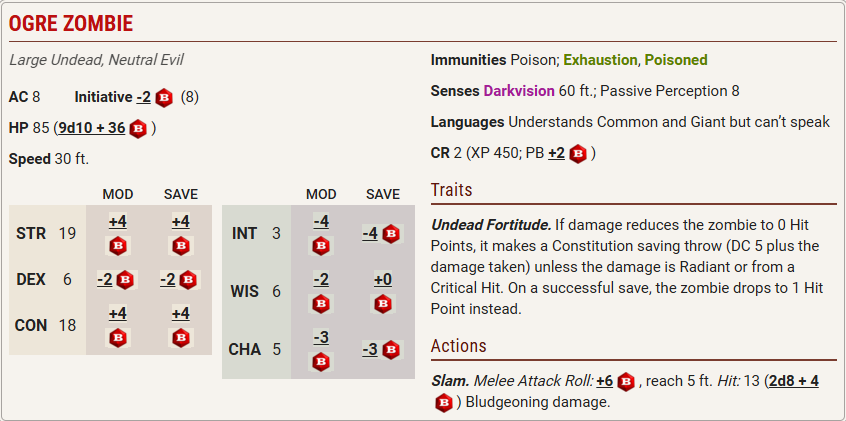 OGRE ZOMBIE
Large Undead, Neutral Evil
AC 8 Initiative -2 B (8)
HP 85 (9d10 + 36 B )
Speed 30 ft.
MOD SAVE
STR 19 +4 B +4 B
DEX 6 -2 B -2 B
CON 18 +4 B +4 B
MOD SAVE
INT 3 -4 B -4 B
WIS 6 -2 B +0 B
CHA 5 -3 B -3 B
Immunities Poison; Exhaustion, Poisoned
Senses Darkvision 60 ft.; Passive Perception 8
Languages Understands Common and Giant but can’t speak
CR 2 (XP 450; PB +2 B )
Traits
Undead Fortitude. If damage reduces the zombie to 0 Hit
Points, it makes a Constitution saving throw (DC 5 plus the
damage taken) unless the damage is Radiant or from a
Critical Hit. On a successful save, the zombie drops to 1 Hit
Point instead.
Actions
Slam. Melee Attack Roll: +6 B , reach 5 ft. Hit: 13 (2d8 + 4
B ) Bludgeoning damage.